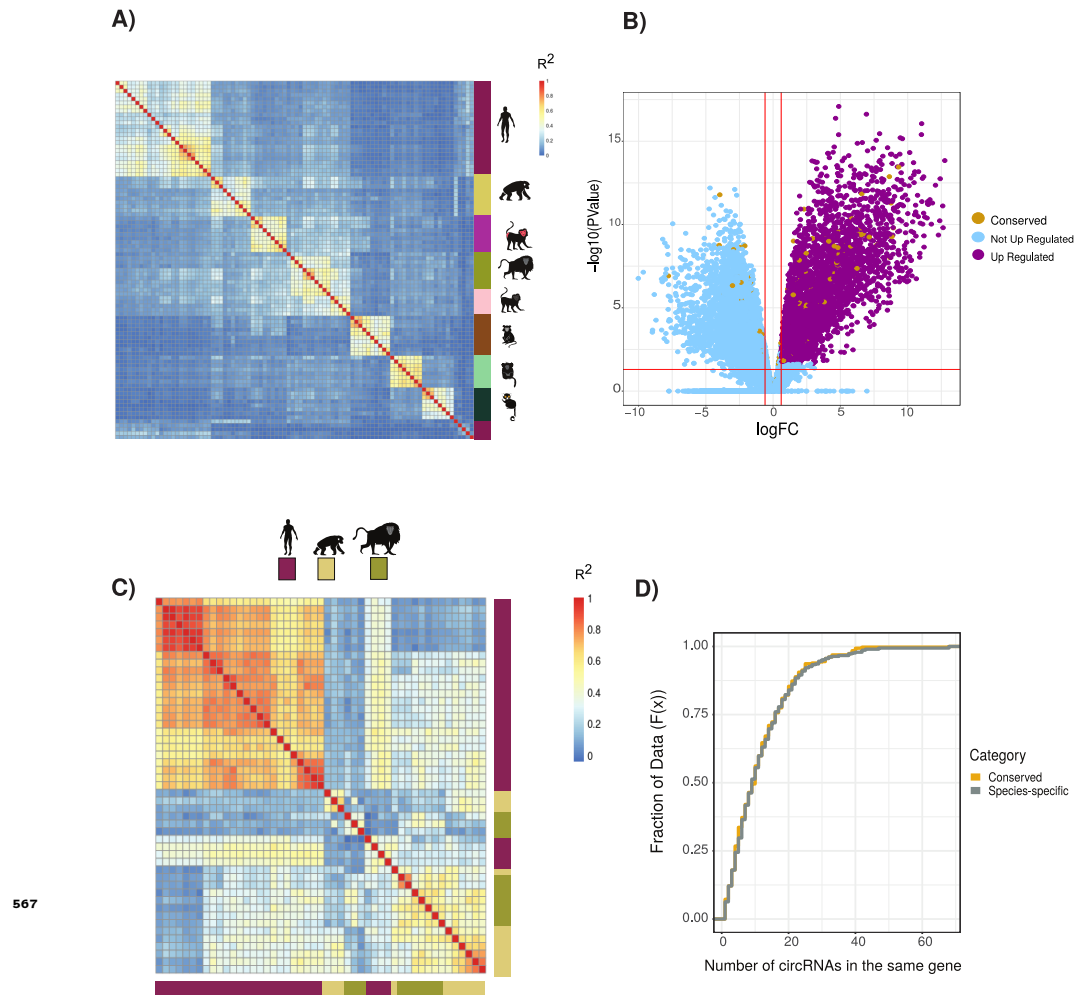 A)
R2
1
0.8
0.6
0.4
0.2
0
B)
−log10(PValue)
15
10
5
0
−10
−5
0
5
10
logFC
Conserved
Not Up Regulated
Up Regulated
C)
R2
1
0.8
0.6
0.4
0.2
0
567
D)
Fraction of Data (F(x))
1.00
0.75
0.50
0.25
0.00
0
20
40
60
Number of circRNAs in the same gene
Category
Conserved
Species-specific